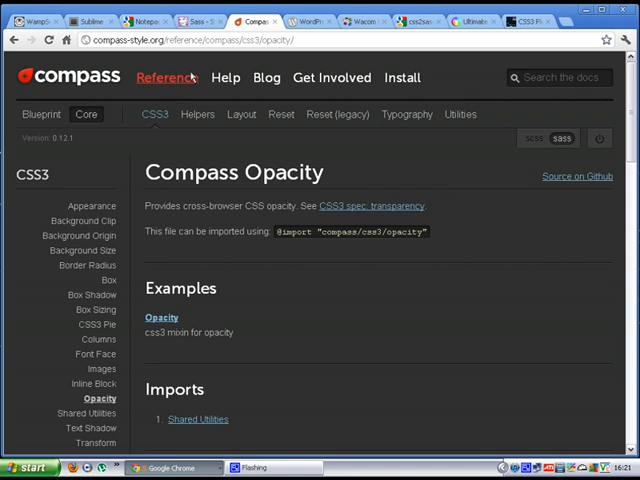 WampSe
Sublime
Notepa
Sass - S
Compas
WordPr
Wacom I
css2sas
Ultimate
CSS3 Pi
compass-style.org/reference/compass/css3/opacity/
compass
Reference Help Blog Get Involved Install
Search the docs
Blueprint Core CSS3 Helpers Layout Reset Reset (legacy) Typography Utilities
Version: 0.12.1
scss sass
CSS3
Compass Opacity
Source on Github
Provides cross-browser CSS opacity. See CSS3 spec: transparency.
This file can be imported using: @import "compass/css3/opacity"
Appearance
Background Clip
Background Origin
Background Size
Border Radius
Box
Box Shadow
Box Sizing
CSS3 Pie
Columns
Font Face
Images
Inline Block
Opacity
Shared Utilities
Text Shadow
Transform
Examples
Opacity
css3 mixin for opacity
Imports
1. Shared Utilities
start
Google Chrome
Flashing
16:21